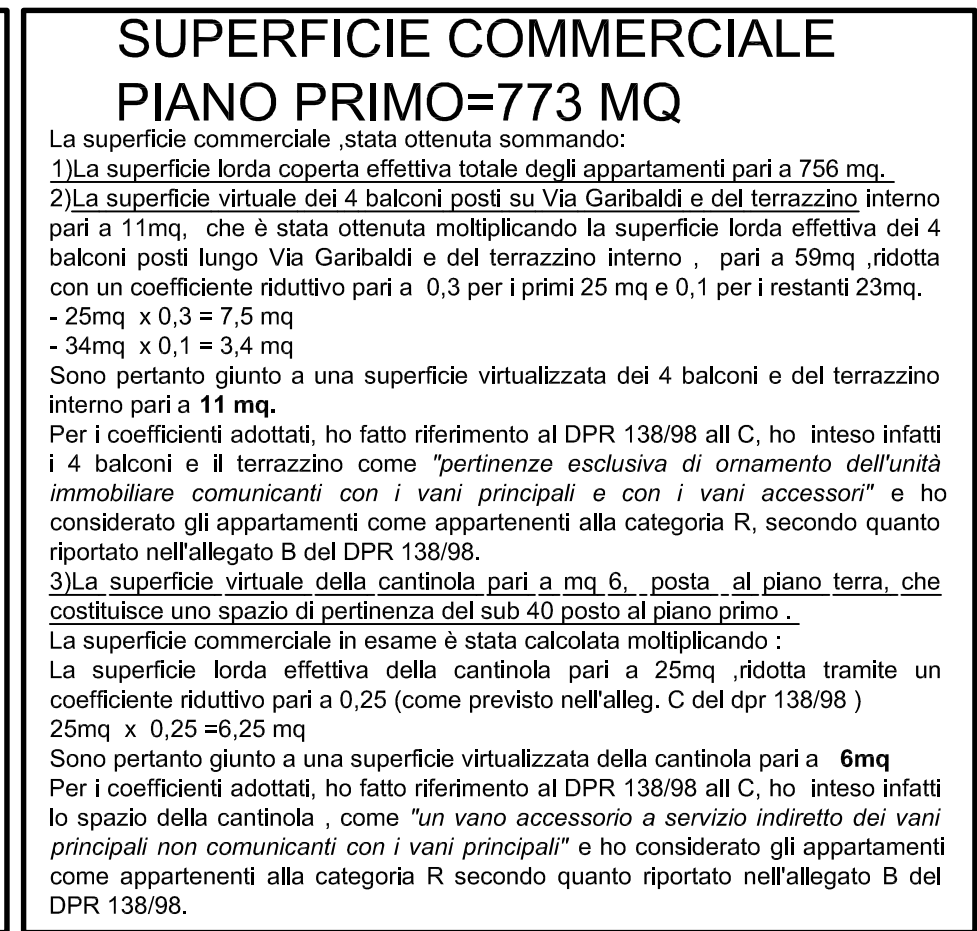 SUPERFICIE COMMERCIALE
PIANO PRIMO=773 MQ
La superficie commerciale ,stata ottenuta sommando:
1)La superficie lorda coperta effettiva totale degli appartamenti pari a 756 mq.
2)La superficie virtuale dei 4 balconi posti su Via Garibaldi e del terrazzino interno
pari a 11mq, che è stata ottenuta moltiplicando la superficie lorda effettiva dei 4
balconi posti lungo Via Garibaldi e del terrazzino interno , pari a 59mq ,ridotta
con un coefficiente riduttivo pari a 0,3 per i primi 25 mq e 0,1 per i restanti 23mq.
- 25mq x 0,3 = 7,5 mq
- 34mq x 0,1 = 3,4 mq
Sono pertanto giunto a una superficie virtualizzata dei 4 balconi e del terrazzino
interno pari a 11 mq.
Per i coefficienti adottati, ho fatto riferimento al DPR 138/98 all C, ho inteso infatti
i 4 balconi e il terrazzino come "pertinenze esclusiva di ornamento dell'unità
immobiliare comunicanti con i vani principali e con i vani accessori" e ho
considerato gli appartamenti come appartenenti alla categoria R, secondo quanto
riportato nell'allegato B del DPR 138/98.
3)La superficie virtuale della cantinola pari a mq 6, posta al piano terra, che
costituisce uno spazio di pertinenza del sub 40 posto al piano primo .
La superficie commerciale in esame è stata calcolata moltiplicando :
La superficie lorda effettiva della cantinola pari a 25mq ,ridotta tramite un
coefficiente riduttivo pari a 0,25 (come previsto nell'alleg. C del dpr 138/98 )
25mq x 0,25 =6,25 mq
Sono pertanto giunto a una superficie virtualizzata della cantinola pari a 6mq
Per i coefficienti adottati, ho fatto riferimento al DPR 138/98 all C, ho inteso infatti
lo spazio della cantinola , come "un vano accessorio a servizio indiretto dei vani
principali non comunicanti con i vani principali" e ho considerato gli appartamenti
come appartenenti alla categoria R secondo quanto riportato nell'allegato B del
DPR 138/98.